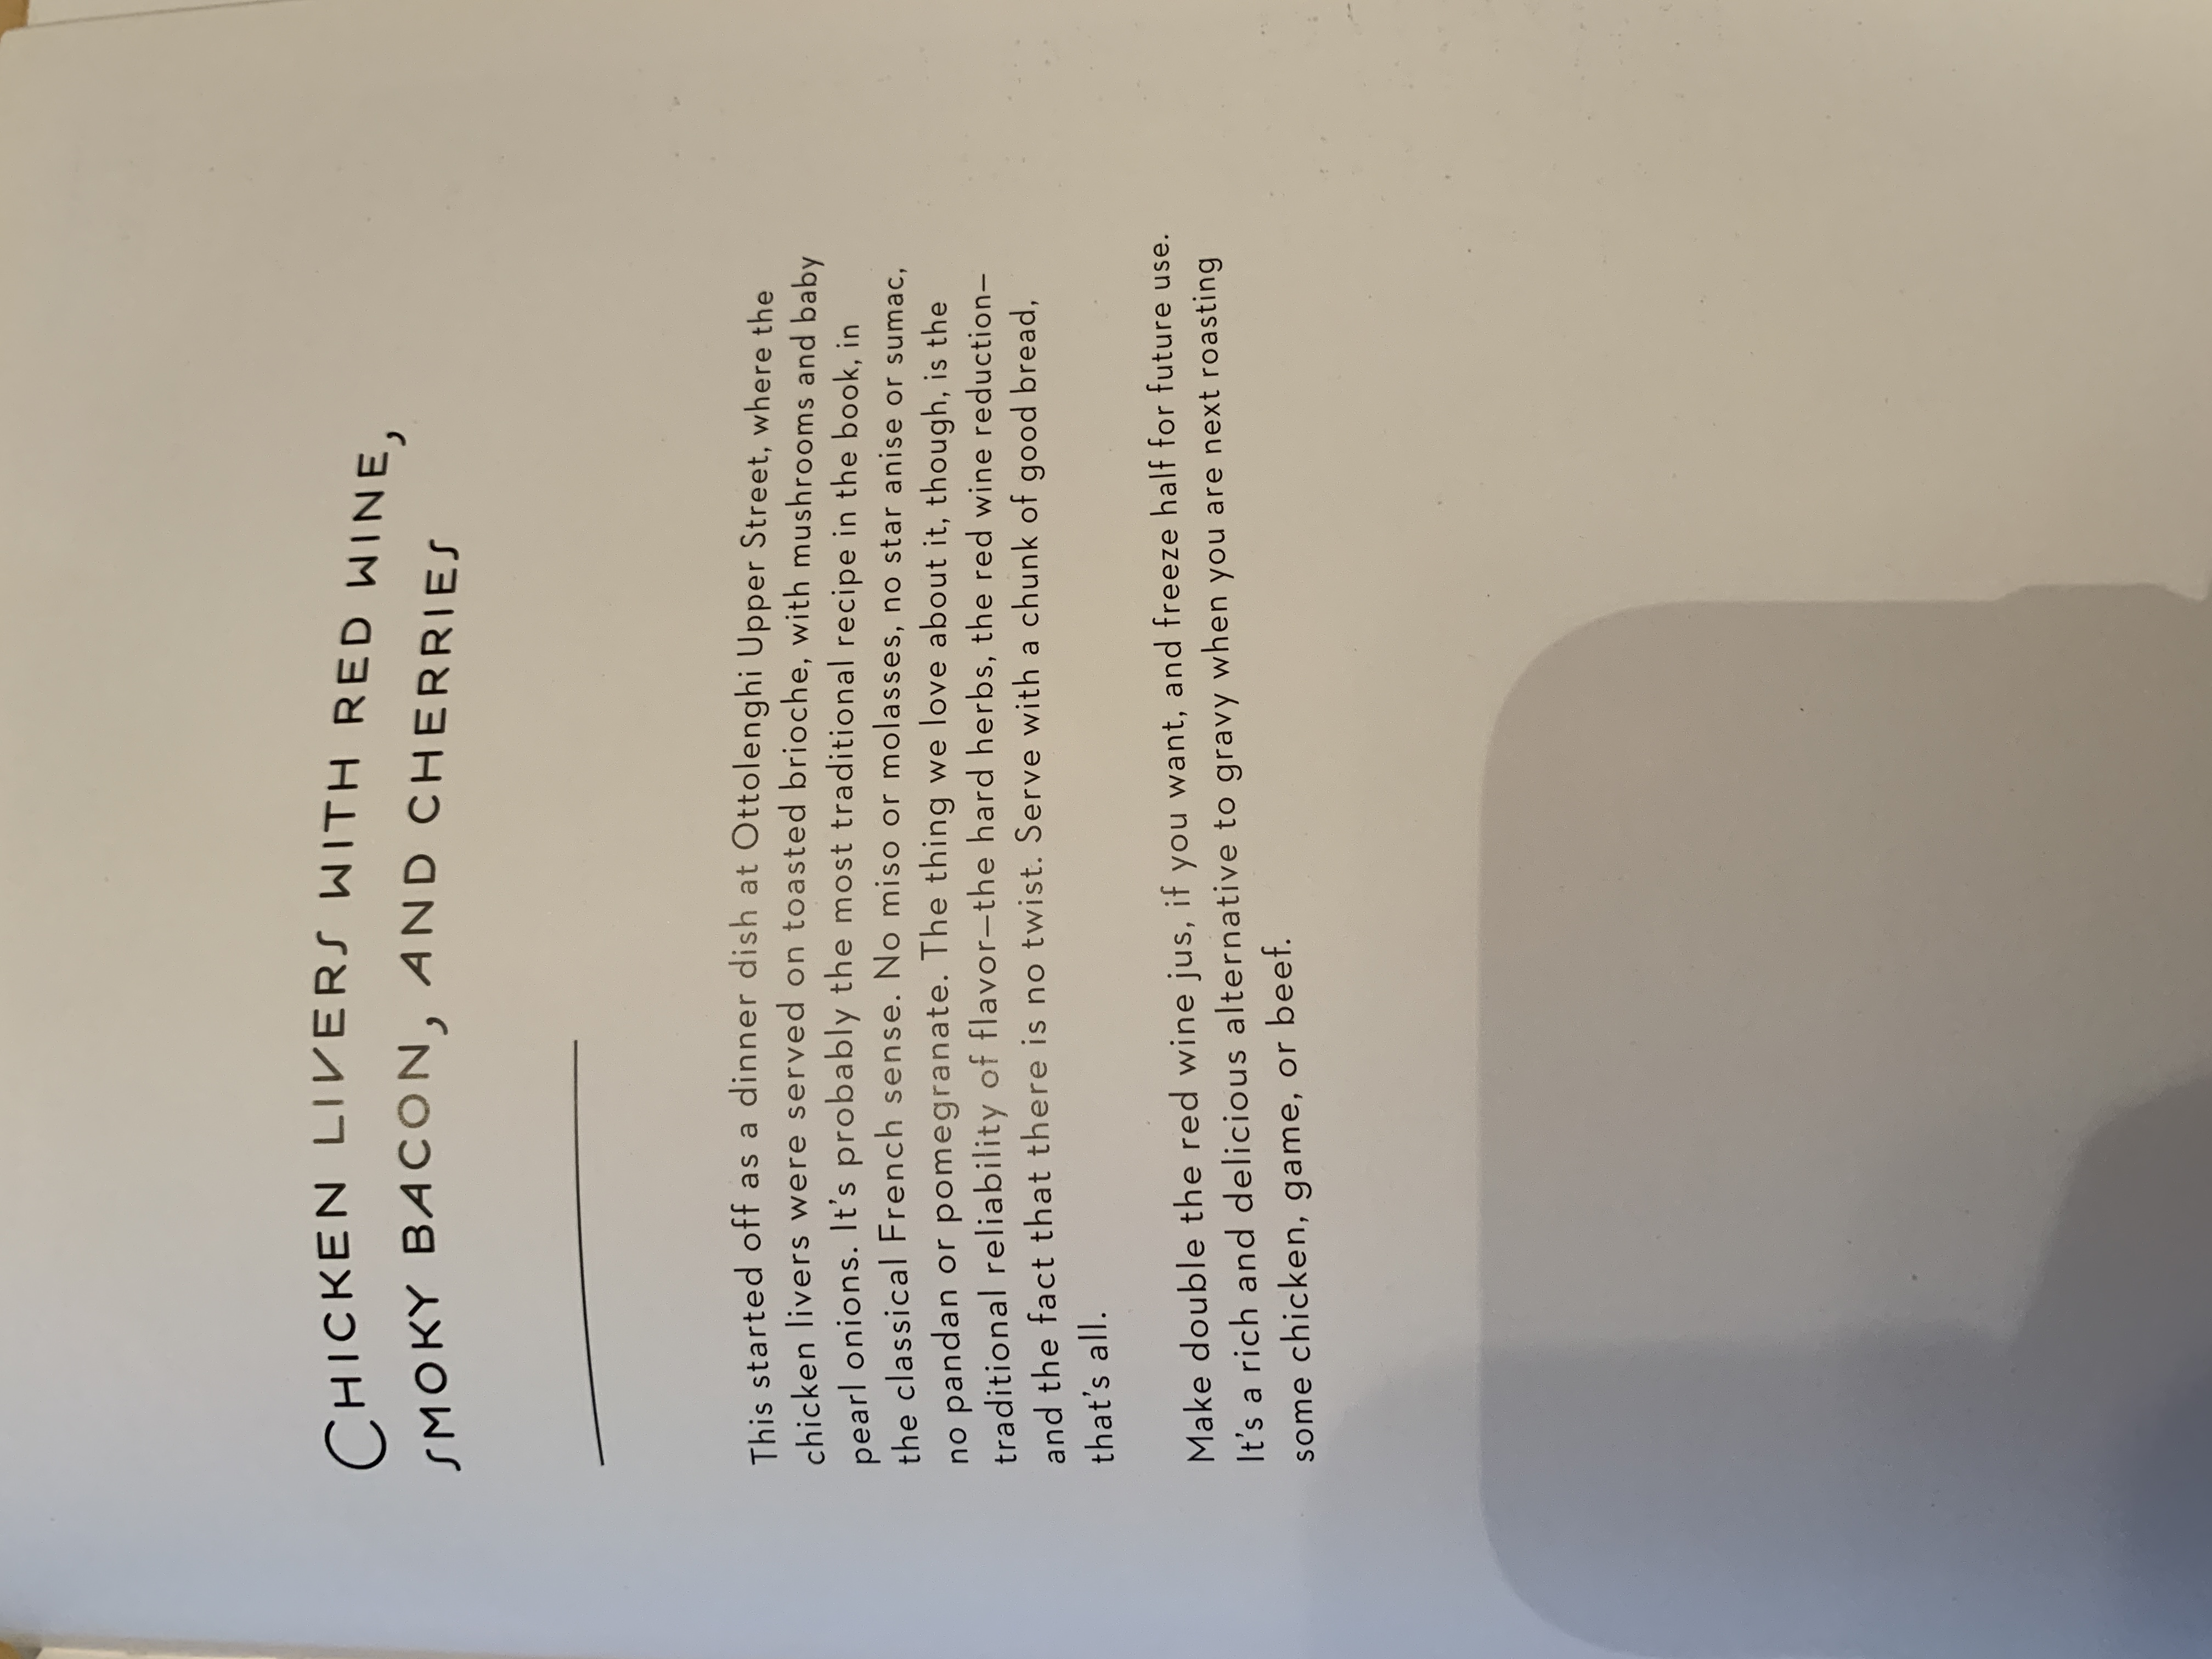 CHICKEN LIVERS WITH RED WINE,
SMOKY BACON, AND CHERRIES
This started off as a dinner dish at Ottolenghi Upper Street, where the
chicken livers were served on toasted brioche, with mushrooms and baby
pearl onions. It's probably the most traditional recipe in the book, in
the classical French sense. No miso or molasses, no star anise or sumac,
no pandan or pomegranate. The thing we love about it, though, is the
traditional reliability of flavor—the hard herbs, the red wine reduction—
and the fact that there is no twist. Serve with a chunk of good bread,
that's all.
Make double the red wine jus, if you want, and freeze half for future use.
It's a rich and delicious alternative to gravy when you are next roasting
some chicken, game, or beef.